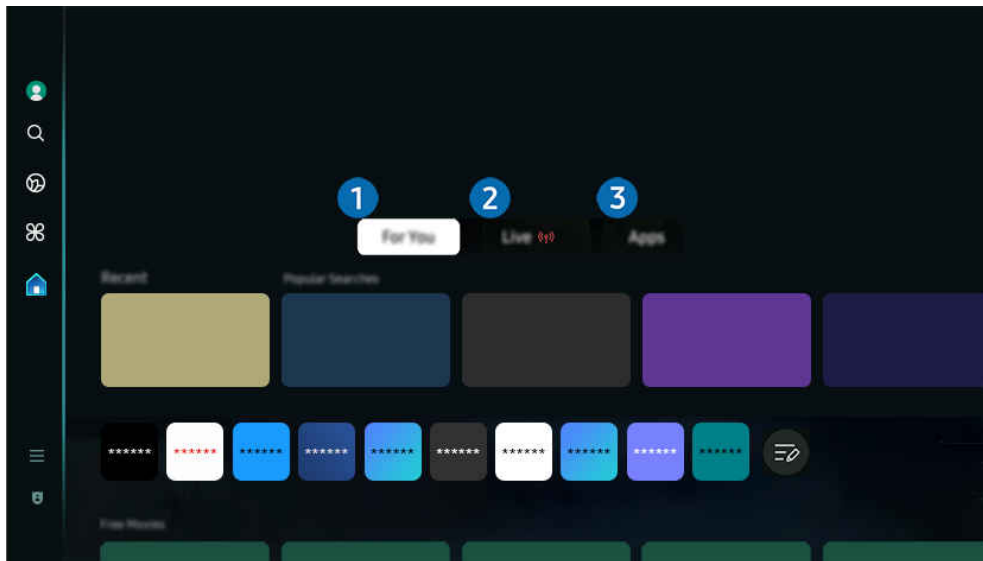 1 2 3
For You Live Apps
Recent Popular Searches
****** ****** ****** ****** ****** ****** ****** ****** ****** ******
Free Movies